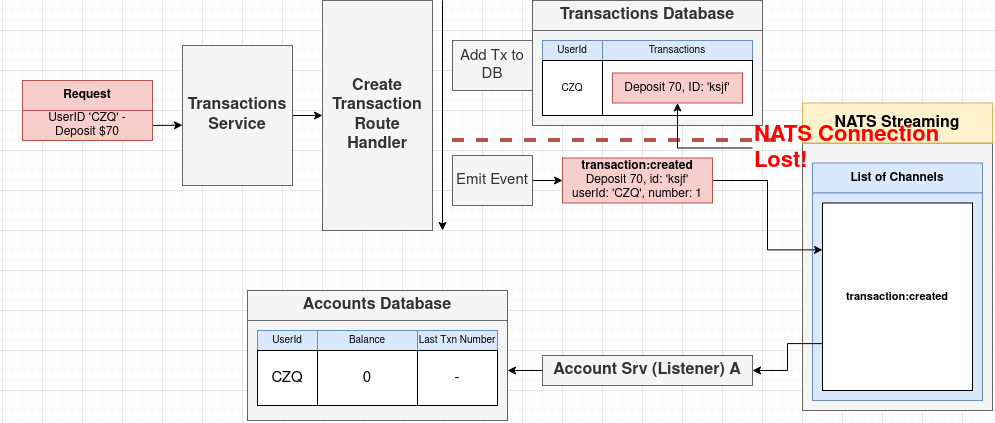 Request
UserID 'CZQ' -
Deposit $70
Transactions
Service
Create
Transaction
Route
Handler
Add Tx to
DB
Transactions Database
UserId
Transactions
CZQ
Deposit 70, ID: 'ksjf'
NATS Streaming
NATS Connection
Lost!
Emit Event
transaction:created
Deposit 70, id: 'ksjf'
userId: 'CZQ', number: 1
List of Channels
transaction:created
Accounts Database
UserId
Balance
Last Txn Number
CZQ
0
-
Account Srv (Listener) A